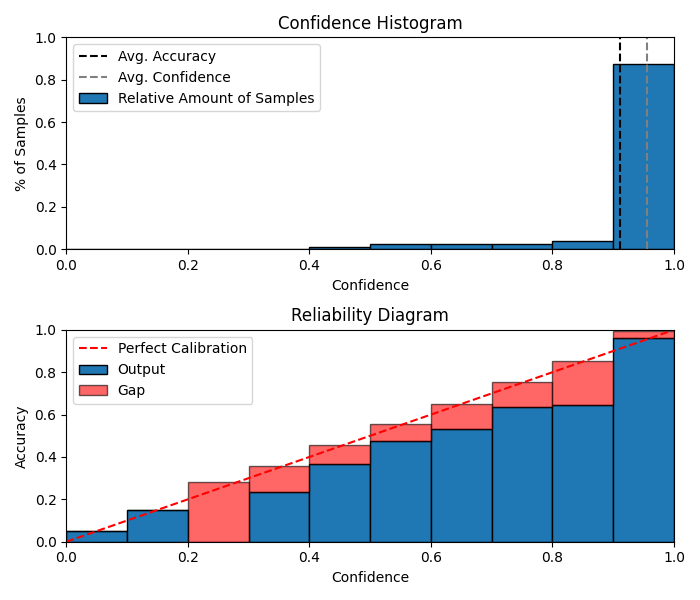 Confidence Histogram
1.0
0.8
0.6
0.4
0.2
0.0
% of Samples
Avg. Accuracy
Avg. Confidence
Relative Amount of Samples
0.0 0.2 0.4 0.6 0.8 1.0
Confidence
Reliability Diagram
1.0
0.8
0.6
0.4
0.2
0.0
Accuracy
Perfect Calibration
Output
Gap
0.0 0.2 0.4 0.6 0.8 1.0
Confidence